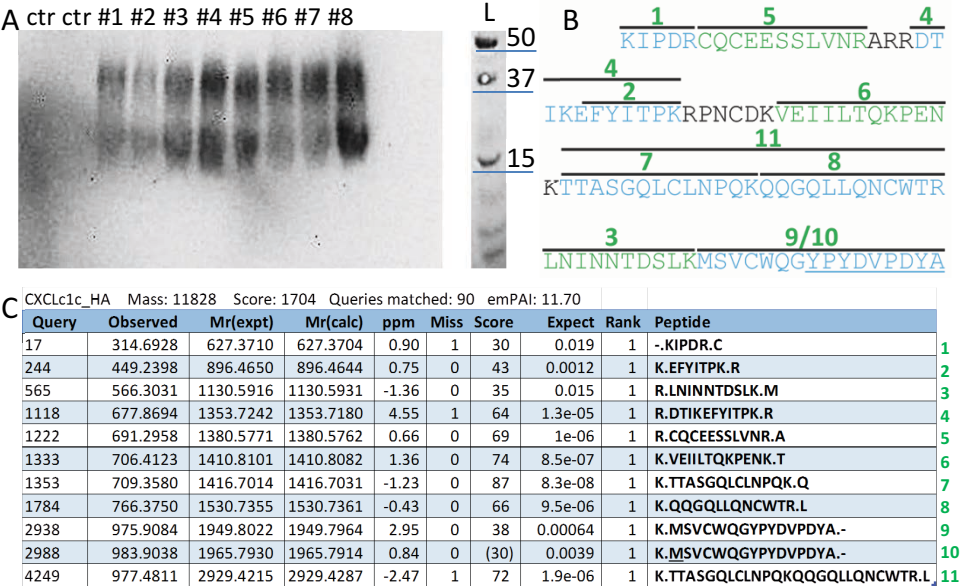 A ctr ctr #1 #2 #3 #4 #5 #6 #7 #8
L
50
37
15
B
1 5 4
KIPDRCQCEESSLVNRARRDT
4
2 6
IKEFYITPKRPNCDKVEIILTQKPEN
11
7 8
KTTASGQLCLNPQKQQGQLLQNCWTR
3 9/10
LNINNTDSLKMSVCWQGYPYDVPDYA
C
CXCLc1c_HA Mass: 11828 Score: 1704 Queries matched: 90 emPAI: 11.70
Query Observed Mr(expt) Mr(calc) ppm Miss Score Expect Rank Peptide
17 314.6928 627.3710 627.3704 0.90 1 30 0.019 1 -.KIPDR.C 1
244 449.2398 896.4650 896.4644 0.75 0 43 0.0012 1 K.EFYITPK.R 2
565 566.3031 1130.5916 1130.5931 -1.36 0 35 0.015 1 R.LNINNTDSLK.M 3
1118 677.8694 1353.7242 1353.7180 4.55 1 64 1.3e-05 1 R.DTIKEFYITPK.R 4
1222 691.2958 1380.5771 1380.5762 0.66 0 69 1e-06 1 R.CQCEESSLVNR.A 5
1333 706.4123 1410.8101 1410.8082 1.36 0 74 8.5e-07 1 K.VEIILTQKPENK.T 6
1353 709.3580 1416.7014 1416.7031 -1.23 0 87 8.3e-08 1 K.TTASGQLCLNPQK.Q 7
1784 766.3750 1530.7355 1530.7361 -0.43 0 66 9.5e-06 1 K.QQGQLLQNCWTR.L 8
2938 975.9084 1949.8022 1949.7964 2.95 0 38 0.00064 1 K.MSVCWQGYPYDVPDYA.- 9
2988 983.9038 1965.7930 1965.7914 0.84 0 (30) 0.0039 1 K.MSVCWQGYPYDVPDYA.- 10
4249 977.4811 2929.4215 2929.4287 -2.47 1 72 1.9e-06 1 K.TTASGQLCLNPQKQQGQLLQNCWTR.L 11